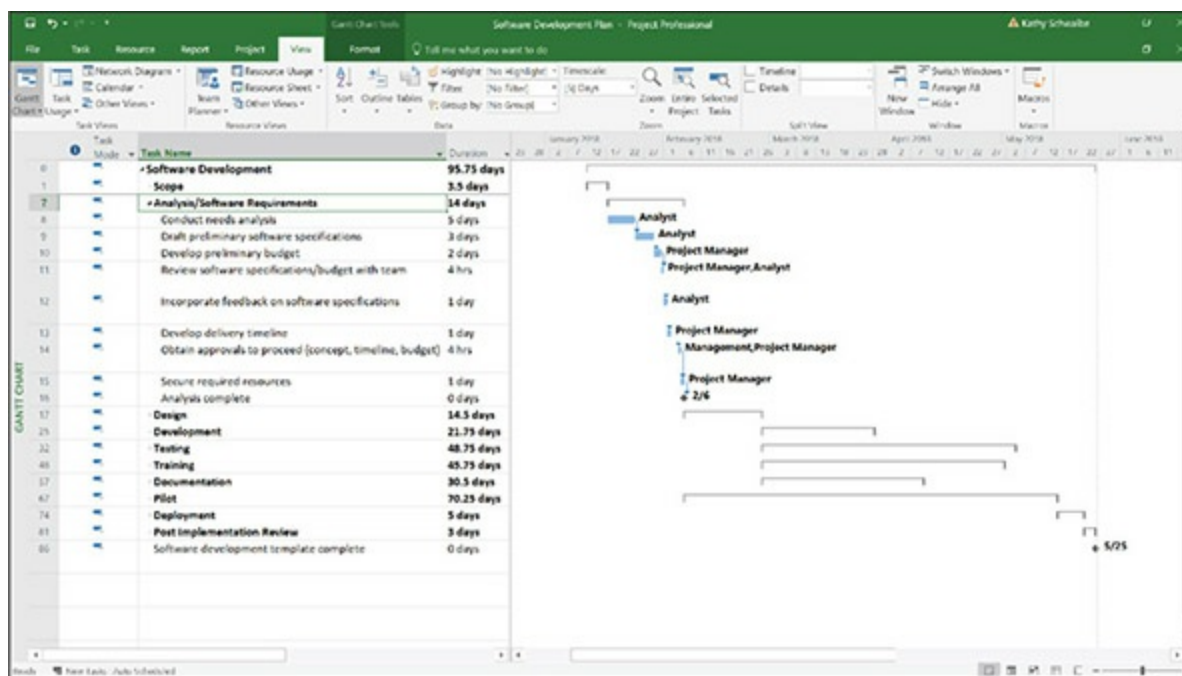 Gantt Chart Tools
Software Development Plan - Project Professional
Kathy Schwalbe
File Task Resource Report Project View Format Tell me what you want to do
Network Diagram
Calendar
Other Views
Gantt Chart
Task Usage
Task Views
Team Planner
Resource Usage
Resource Sheet
Other Views
Resource Views
Sort Outline Tables
Highlight: [No Highlight]
Filter: [No Filter]
Group by: [No Group]
Data
Timescale:
Days
Zoom Entire Project Selected Tasks
Zoom
Timeline
Details
Split View
New Window
Switch Windows
Arrange All
Hide
Window
Macros
Macros
Task Mode Task Name Duration
January 2018 February 2018 March 2018 April 2018 May 2018 June 2018
0 Software Development 95.75 days
1 Scope 3.5 days
7 Analysis/Software Requirements 14 days
8 Conduct needs analysis 5 days Analyst
9 Draft preliminary software specifications 3 days Analyst
10 Develop preliminary budget 2 days Project Manager
11 Review software specifications/budget with team 4 hrs Project Manager,Analyst
12 Incorporate feedback on software specifications 1 day Analyst
13 Develop delivery timeline 1 day Project Manager
14 Obtain approvals to proceed (concept, timeline, budget) 4 hrs Management,Project Manager
15 Secure required resources 1 day Project Manager
16 Analysis complete 0 days 2/6
17 Design 14.5 days
25 Development 21.75 days
32 Testing 48.75 days
48 Training 45.75 days
57 Documentation 30.5 days
67 Pilot 70.25 days
74 Deployment 5 days
81 Post Implementation Review 3 days
86 Software development template complete 0 days 5/25
GANTT CHART
Ready New Tasks : Auto Scheduled